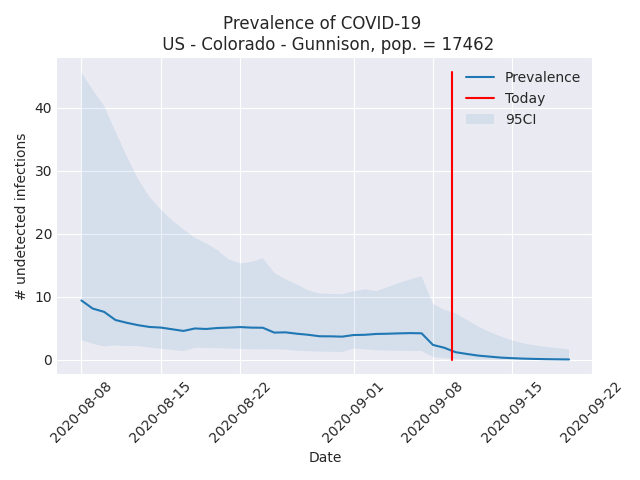 Prevalence of COVID-19
US - Colorado - Gunnison, pop. = 17462
Prevalence
Today
95CI
# undetected infections
40
30
20
10
0
2020-08-08
2020-08-15
2020-08-22
2020-09-01
2020-09-08
2020-09-15
2020-09-22
Date